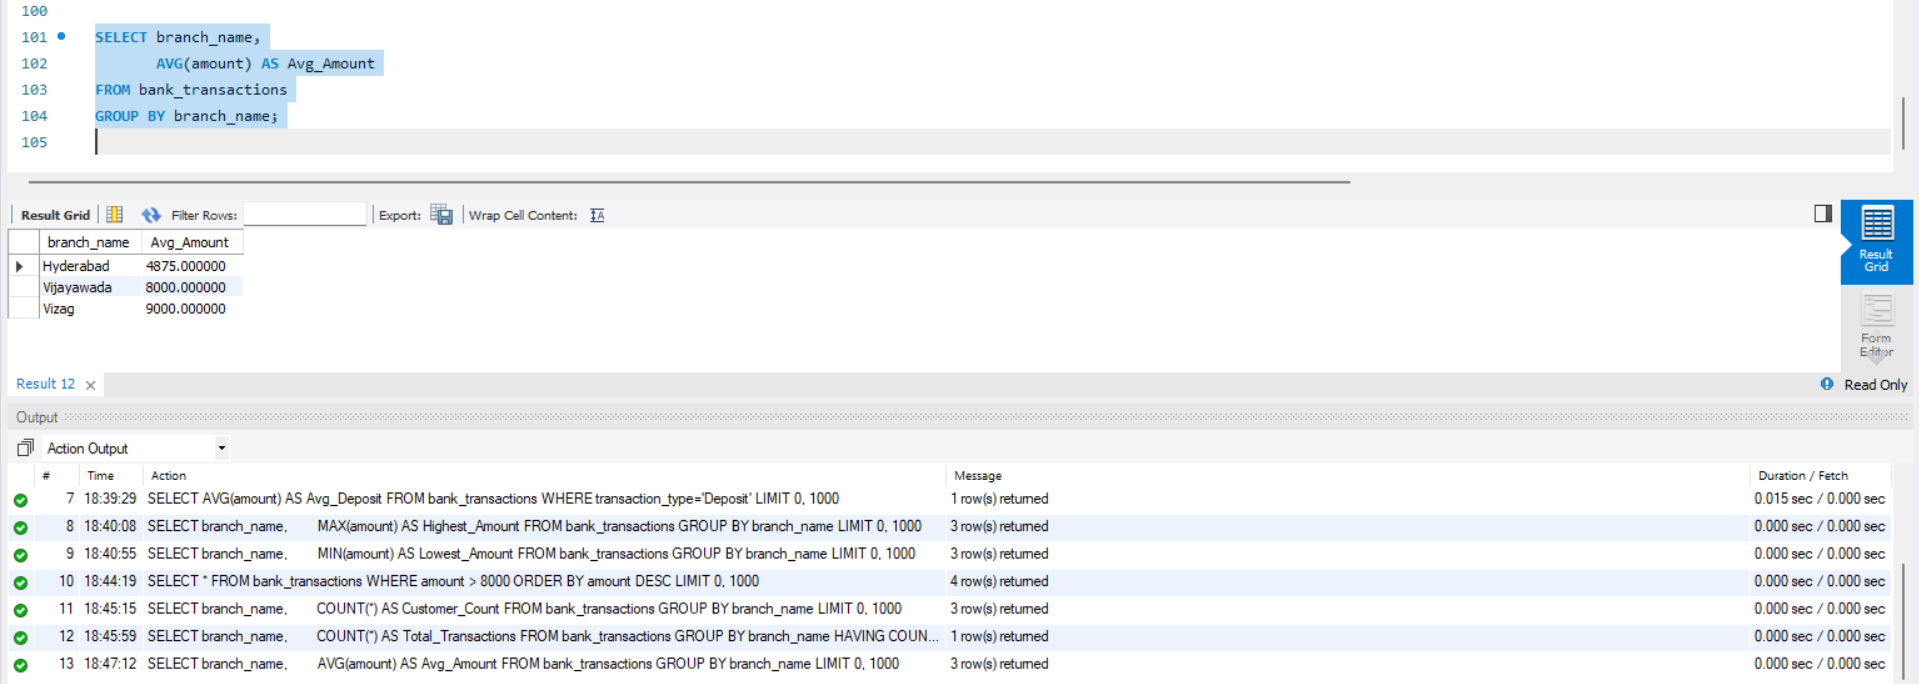 100
101 SELECT branch_name,
102 AVG(amount) AS Avg_Amount
103 FROM bank_transactions
104 GROUP BY branch_name;
105
Result Grid Filter Rows: Export: Wrap Cell Content:
branch_name Avg_Amount
Hyderabad 4875.000000
Vijayawada 8000.000000
Vizag 9000.000000
Result Grid
Form Editor
Result 12 Read Only
Output
Action Output
# Time Action Message Duration / Fetch
7 18:39:29 SELECT AVG(amount) AS Avg_Deposit FROM bank_transactions WHERE transaction_type='Deposit' LIMIT 0, 1000 1 row(s) returned 0.015 sec / 0.000 sec
8 18:40:08 SELECT branch_name, MAX(amount) AS Highest_Amount FROM bank_transactions GROUP BY branch_name LIMIT 0, 1000 3 row(s) returned 0.000 sec / 0.000 sec
9 18:40:55 SELECT branch_name, MIN(amount) AS Lowest_Amount FROM bank_transactions GROUP BY branch_name LIMIT 0, 1000 3 row(s) returned 0.000 sec / 0.000 sec
10 18:44:19 SELECT * FROM bank_transactions WHERE amount > 8000 ORDER BY amount DESC LIMIT 0, 1000 4 row(s) returned 0.000 sec / 0.000 sec
11 18:45:15 SELECT branch_name, COUNT(*) AS Customer_Count FROM bank_transactions GROUP BY branch_name LIMIT 0, 1000 3 row(s) returned 0.000 sec / 0.000 sec
12 18:45:59 SELECT branch_name, COUNT(*) AS Total_Transactions FROM bank_transactions GROUP BY branch_name HAVING COUN... 1 row(s) returned 0.000 sec / 0.000 sec
13 18:47:12 SELECT branch_name, AVG(amount) AS Avg_Amount FROM bank_transactions GROUP BY branch_name LIMIT 0, 1000 3 row(s) returned 0.000 sec / 0.000 sec